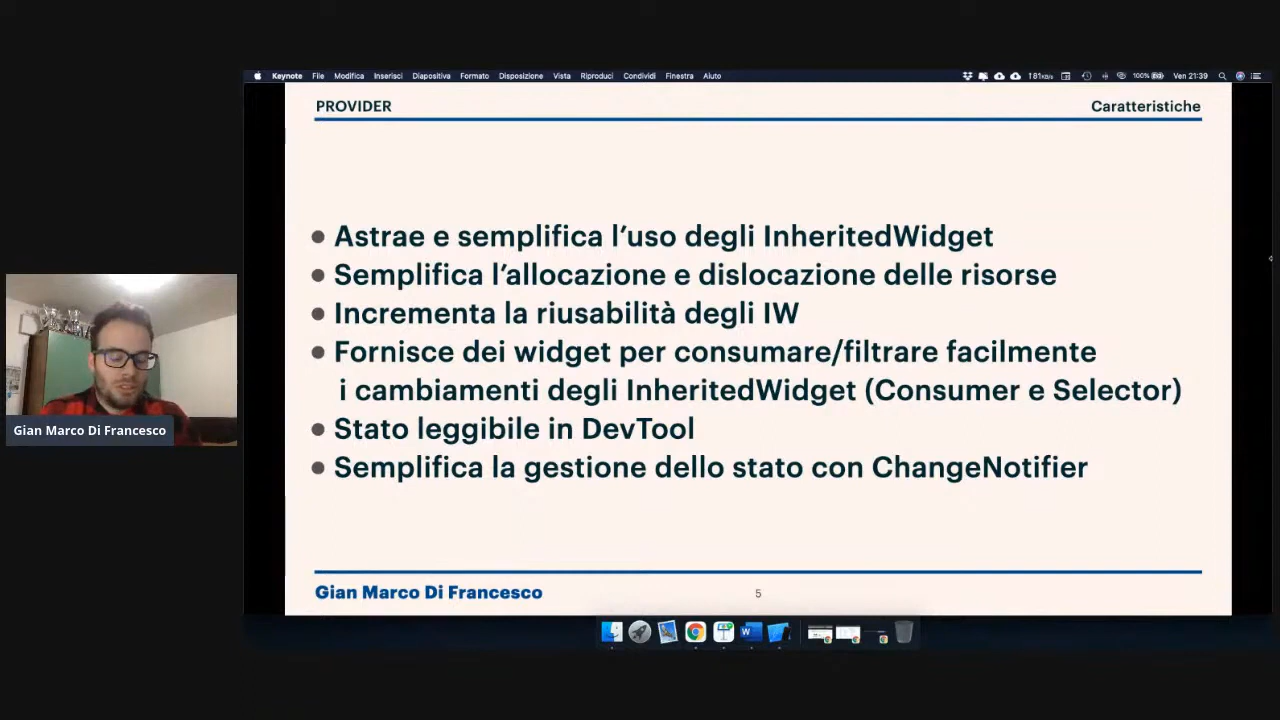 Keynote File Modifica Inserisci Diapositiva Formato Disposizione Vista Riproduci Condividi Finestra Aiuto 181KB/s 100% Ven 21:39
PROVIDER Caratteristiche
• Astrae e semplifica l’uso degli InheritedWidget
• Semplifica l’allocazione e dislocazione delle risorse
• Incrementa la riusabilità degli IW
• Fornisce dei widget per consumare/filtrare facilmente
i cambiamenti degli InheritedWidget (Consumer e Selector)
• Stato leggibile in DevTool
• Semplifica la gestione dello stato con ChangeNotifier
Gian Marco Di Francesco 5
Gian Marco Di Francesco